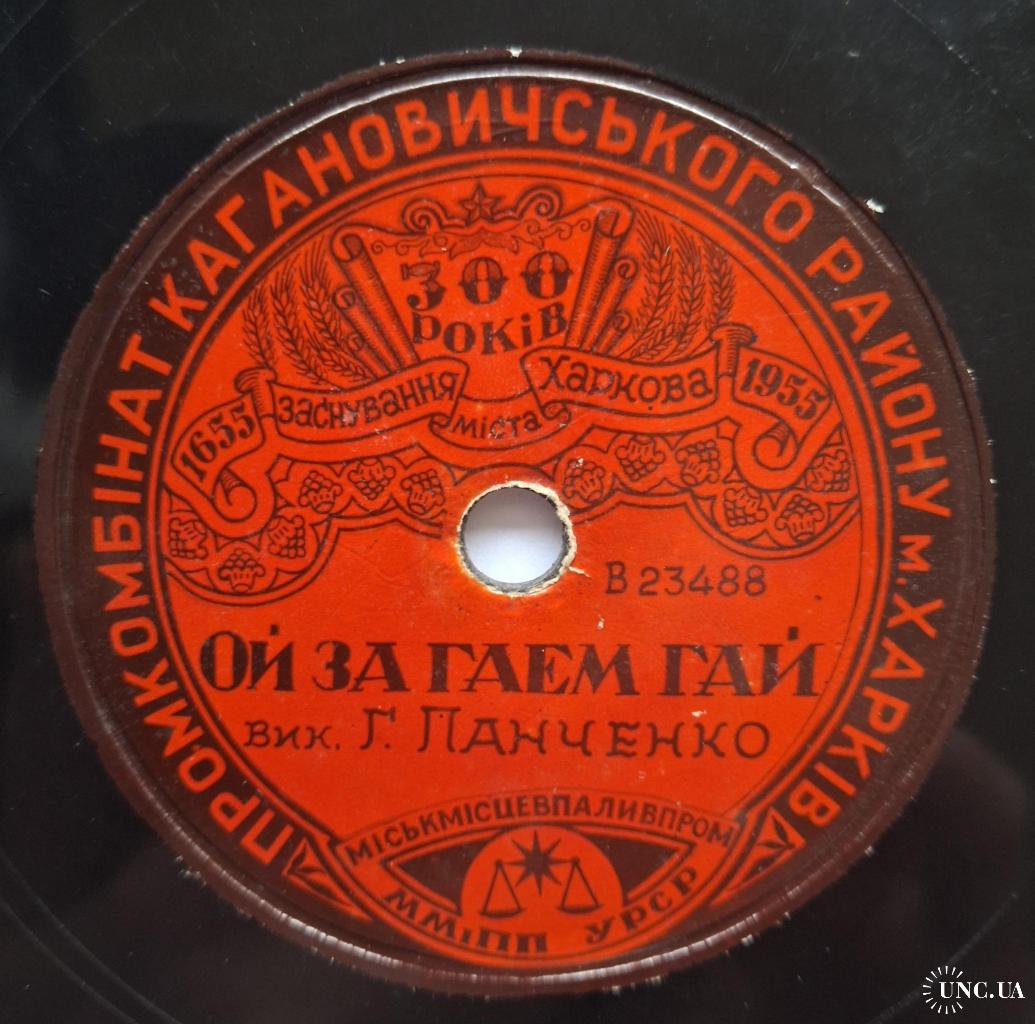 ПРОМКОМБІНАТ КАГАНОВИЧСЬКОГО РАЙОНУ м. ХАРКІВ
300
РОКІВ
ЗАСНУВАННЯ
МІСТА
ХАРКОВА
1655
1955
В 23488
ОЙ ЗА ГАЕМ ГАЙ
ВИК. Г. ПАНЧЕНКО
МІСЬКМІСЦЕВПАЛИВПРОМ
ММіПП УРСР
UNC.UA